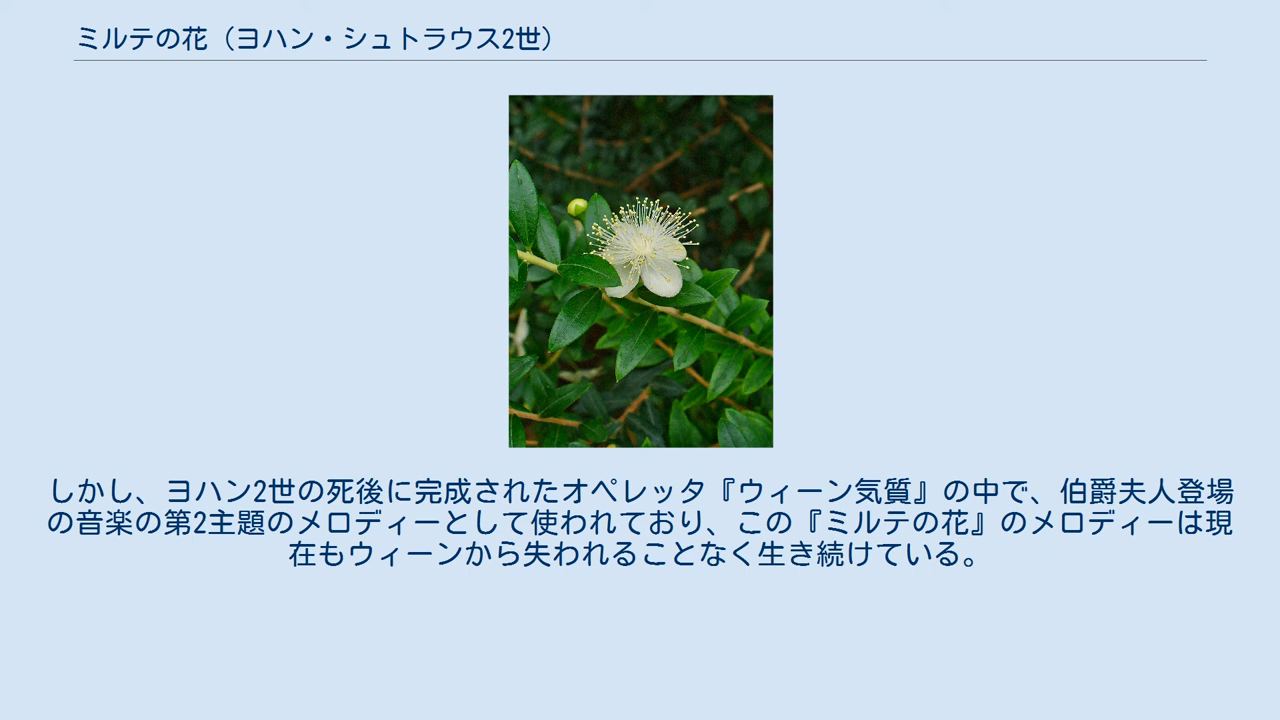 ミルテの花（ヨハン・シュトラウス2世）
しかし、ヨハン2世の死後に完成されたオペレッタ『ウィーン気質』の中で、伯爵夫人登場
の音楽の第2主題のメロディーとして使われており、この『ミルテの花』のメロディーは現
在もウィーンから失われることなく生き続けている。